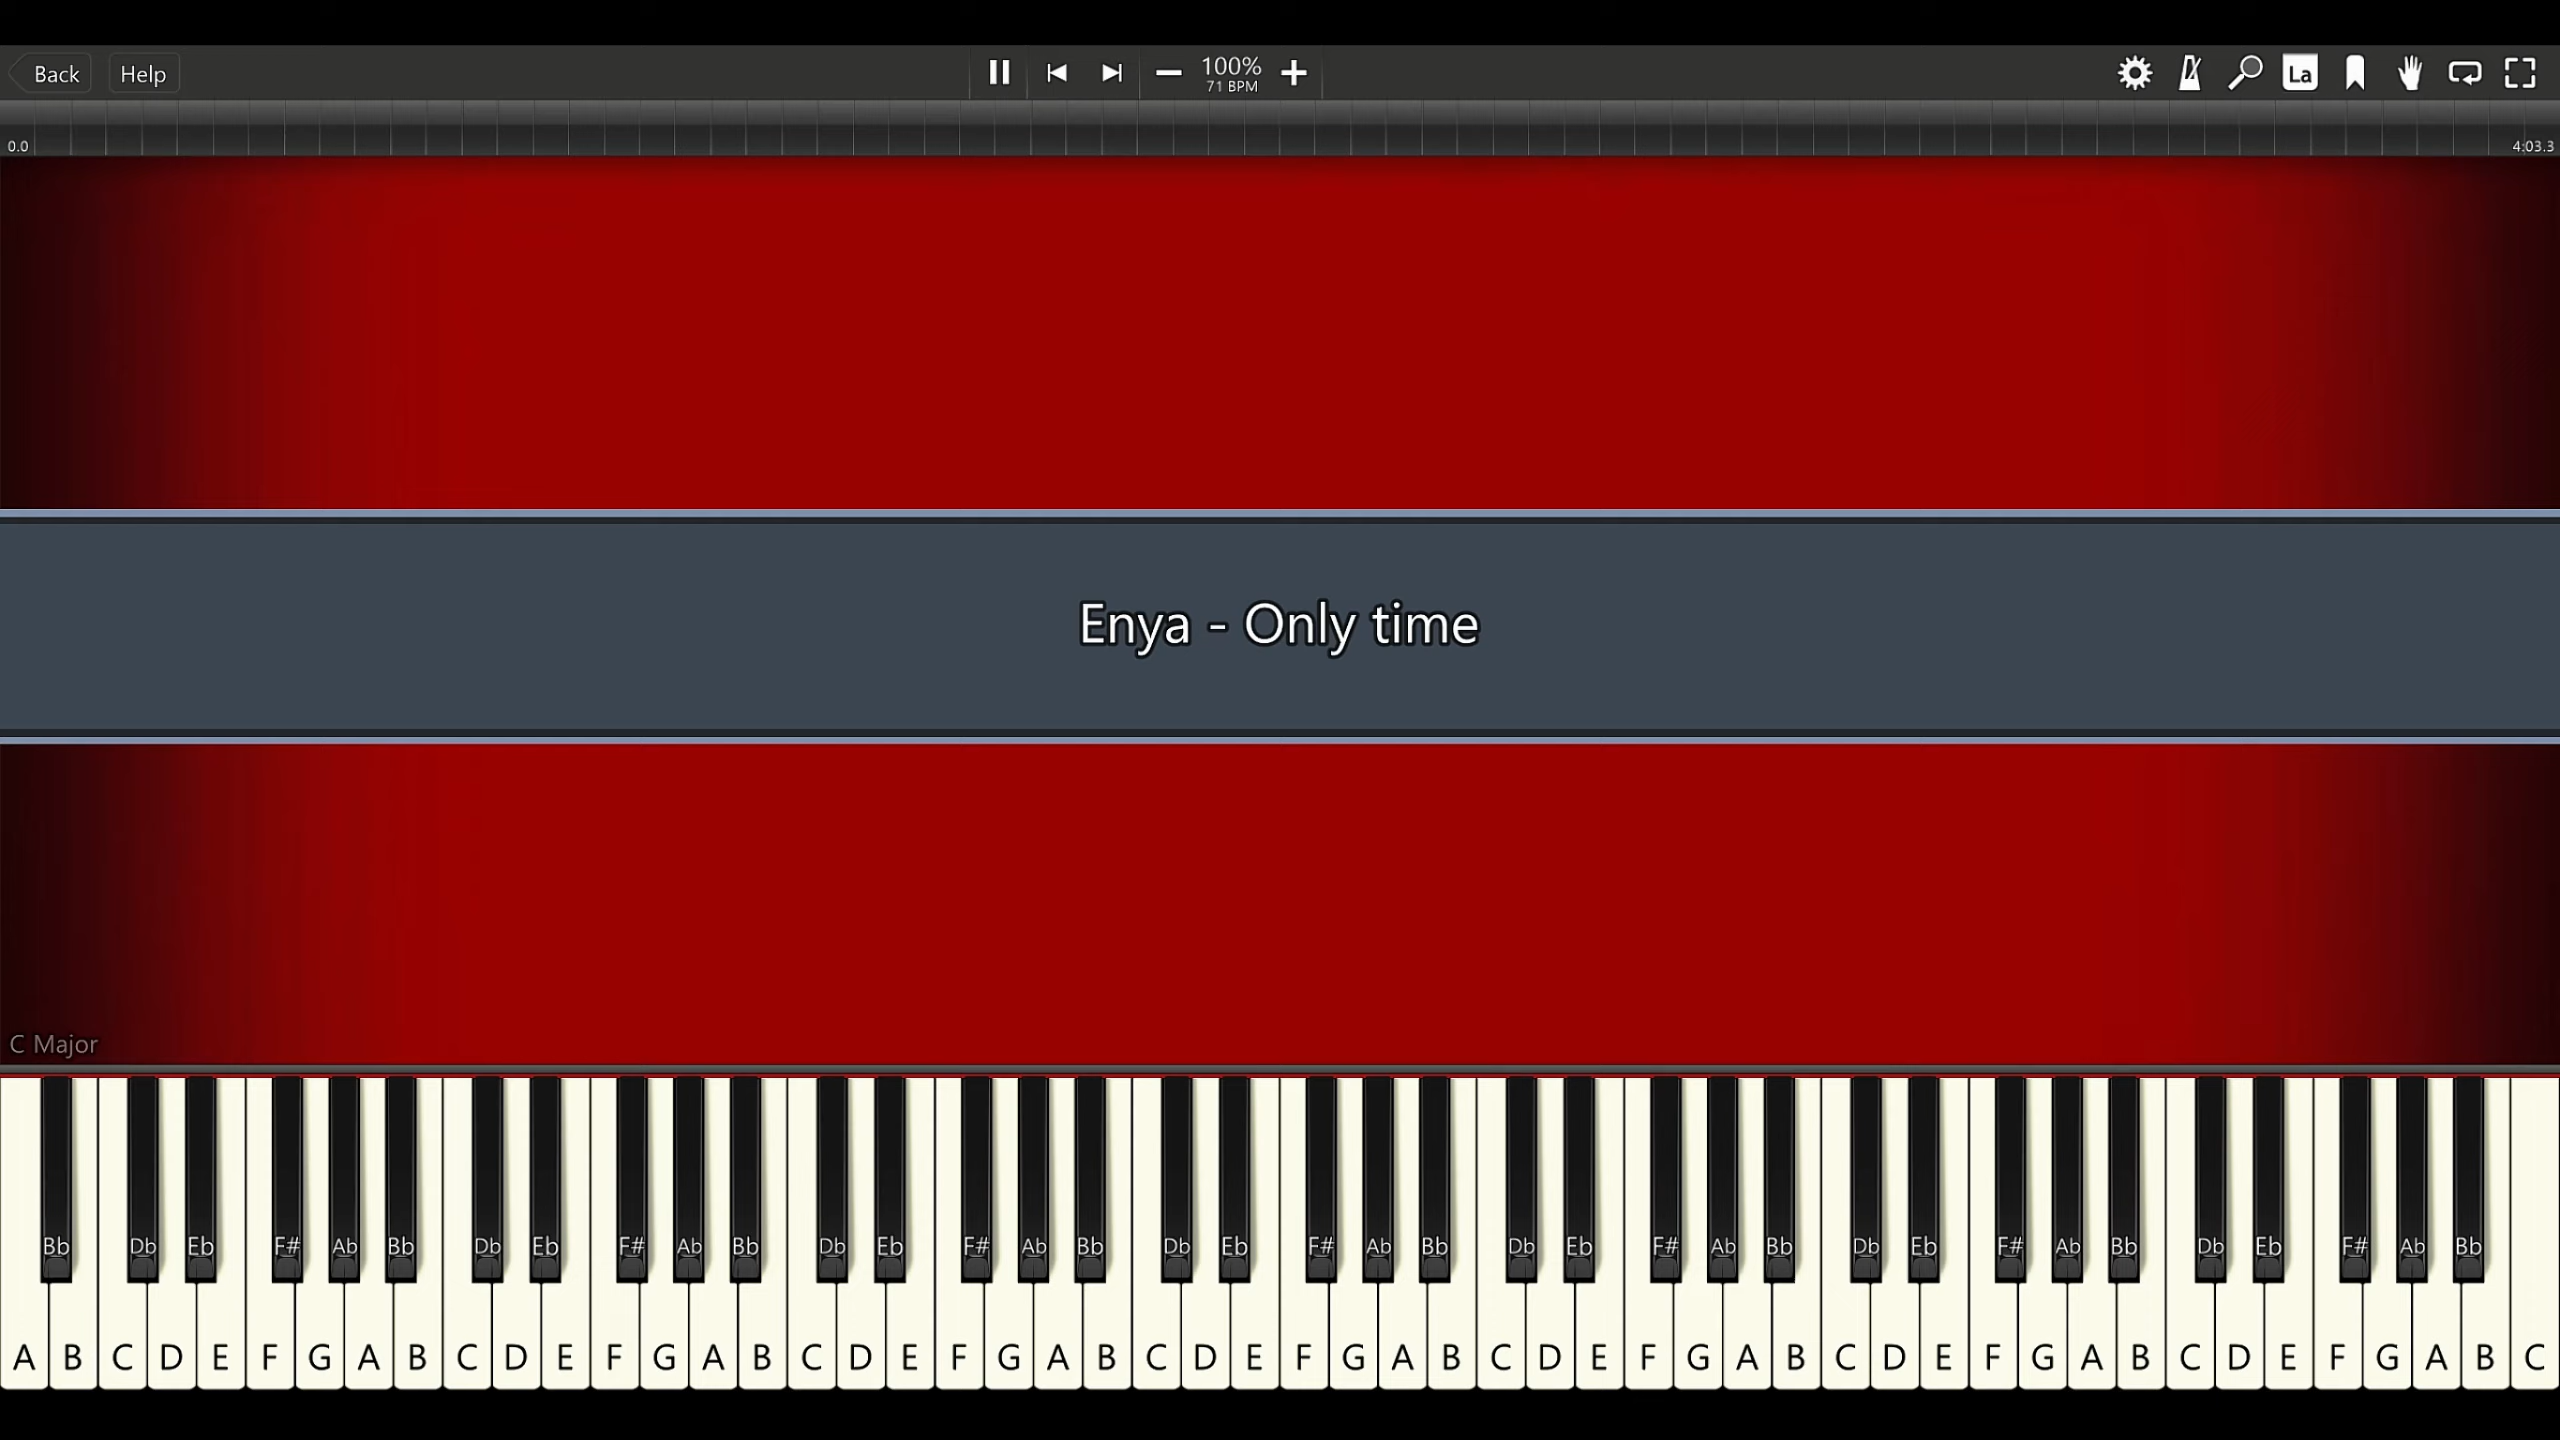 Back Help 100%
71 BPM
La
0.0 4:03.3
Enya - Only time
C Major
Bb Db Eb F# Ab Bb Db Eb F# Ab Bb Db Eb F# Ab Bb Db Eb F# Ab Bb Db Eb F# Ab Bb Db Eb F# Ab Bb Db Eb F# Ab Bb
A B C D E F G A B C D E F G A B C D E F G A B C D E F G A B C D E F G A B C D E F G A B C D E F G A B C